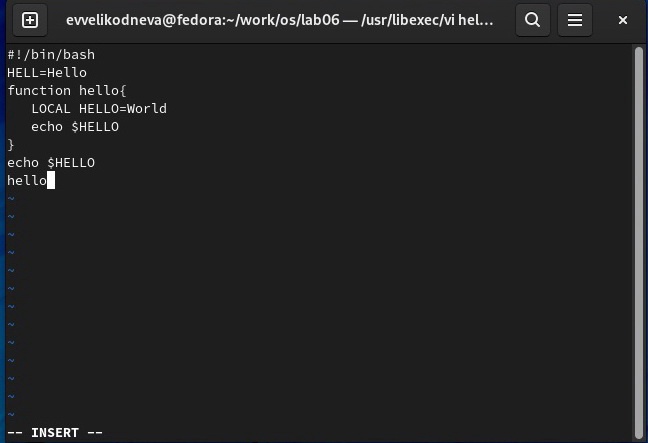 evvelikodneva@fedora:~/work/os/lab06 — /usr/libexec/vi hel...
#!/bin/bash
HELL=Hello
function hello{
   LOCAL HELLO=World
   echo $HELLO
}
echo $HELLO
hello
~
~
~
~
~
~
~
~
~
~
~
~
~
-- INSERT --